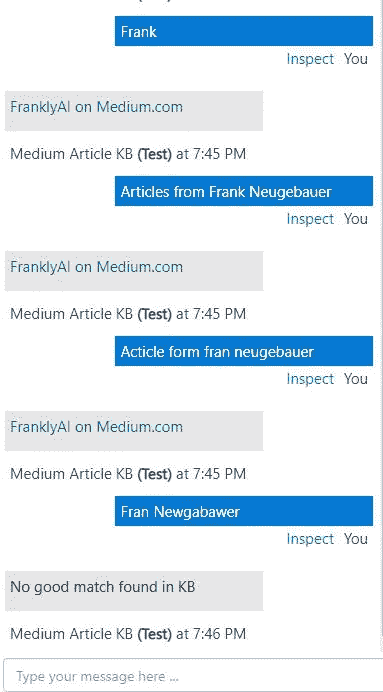 Frank
Inspect You
FranklyAI on Medium.com
Medium Article KB (Test) at 7:45 PM
Articles from Frank Neugebauer
Inspect You
FranklyAI on Medium.com
Medium Article KB (Test) at 7:45 PM
Acticle form fran neugebauer
Inspect You
FranklyAI on Medium.com
Medium Article KB (Test) at 7:45 PM
Fran Newgabawer
Inspect You
No good match found in KB
Medium Article KB (Test) at 7:46 PM
Type your message here ...